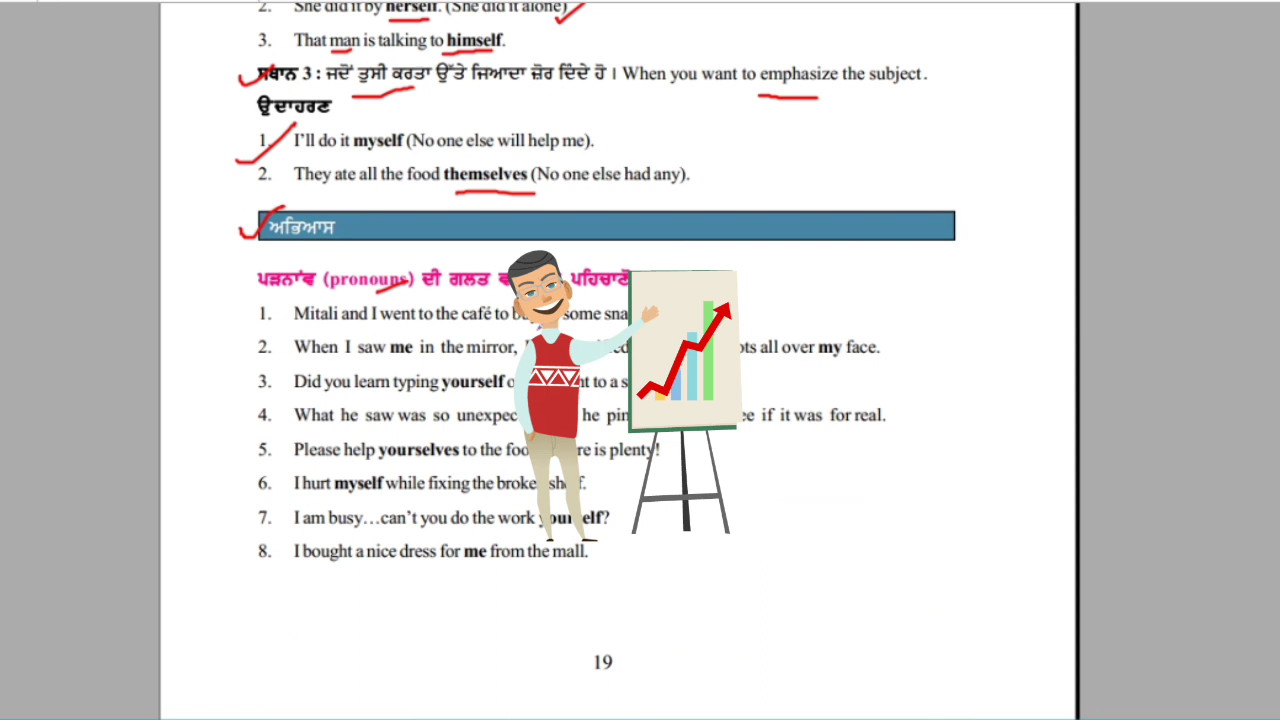 2. She did it by herself. (She did it alone)
3. That man is talking to himself.
ਸਥਾਨ 3 : ਜਦੋਂ ਤੁਸੀ ਕਰਤਾ ਉੱਤੇ ਜਿਆਦਾ ਜ਼ੋਰ ਦਿੰਦੇ ਹੋ । When you want to emphasize the subject.
ਉਦਾਹਰਣ
1. I'll do it myself (No one else will help me).
2. They ate all the food themselves (No one else had any).
ਅਭਿਆਸ
ਪੜਨਾਂਵ (pronouns) ਦੀ ਗਲਤ ਪਹਿਚਾਣੋ
1. Mitali and I went to the café to some
2. When I saw me in the mirror, all over my face.
3. Did you learn typing yourself to a
4. What he saw was so he if it was for real.
5. Please help yourselves to the is plenty!
6. I hurt myself while fixing the
7. I am busy…can't you do the work yourself?
8. I bought a nice dress for me from the mall.
19